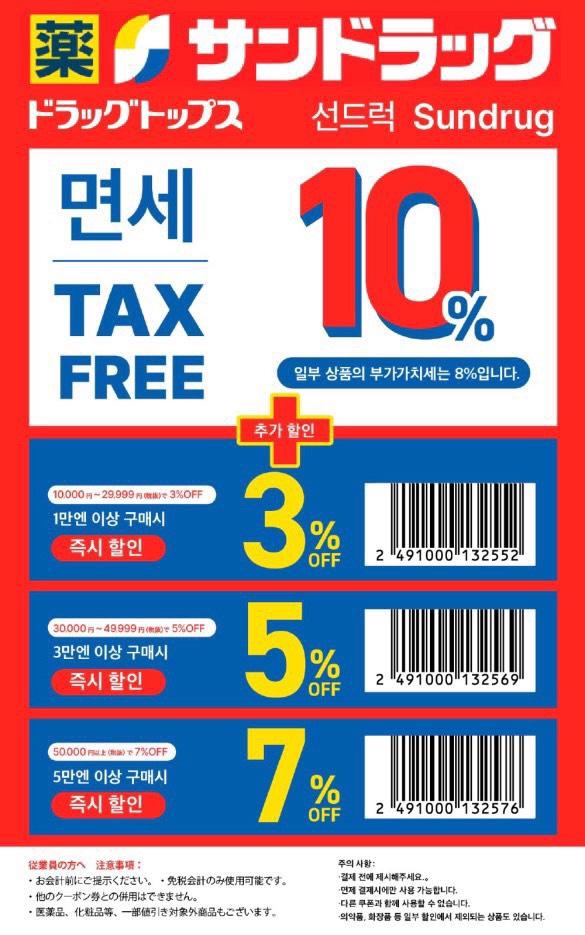 薬 サンドラッグ
ドラッグトップス 선드럭 Sundrug
면세
TAX
FREE
10%
일부 상품의 부가가치세는 8%입니다.
추가 할인
10.000円~29.999円(税抜)で3%OFF
1만엔 이상 구매시
즉시 할인
3%
OFF
2 491000 132552
30.000円~49.999円(税抜)で5%OFF
3만엔 이상 구매시
즉시 할인
5%
OFF
2 491000 132569
50.000円以上(税抜)で7%OFF
5만엔 이상 구매시
즉시 할인
7%
OFF
2 491000 132576
従業員の方へ 注意事項：
・お会計前にご提示ください。・免税会計のみ使用可能です。
・他のクーポン券との併用はできません。
・医薬品、化粧品等、一部値引き対象外商品もございます。
주의 사항:
·결제 전에 제시해주세요.。
·면제 결제시에만 사용 가능합니다.
·다른 쿠폰과 함께 사용할 수 없습니다.
·의약품, 화장품 등 일부 할인에서 제외되는 상품도 있습니다.